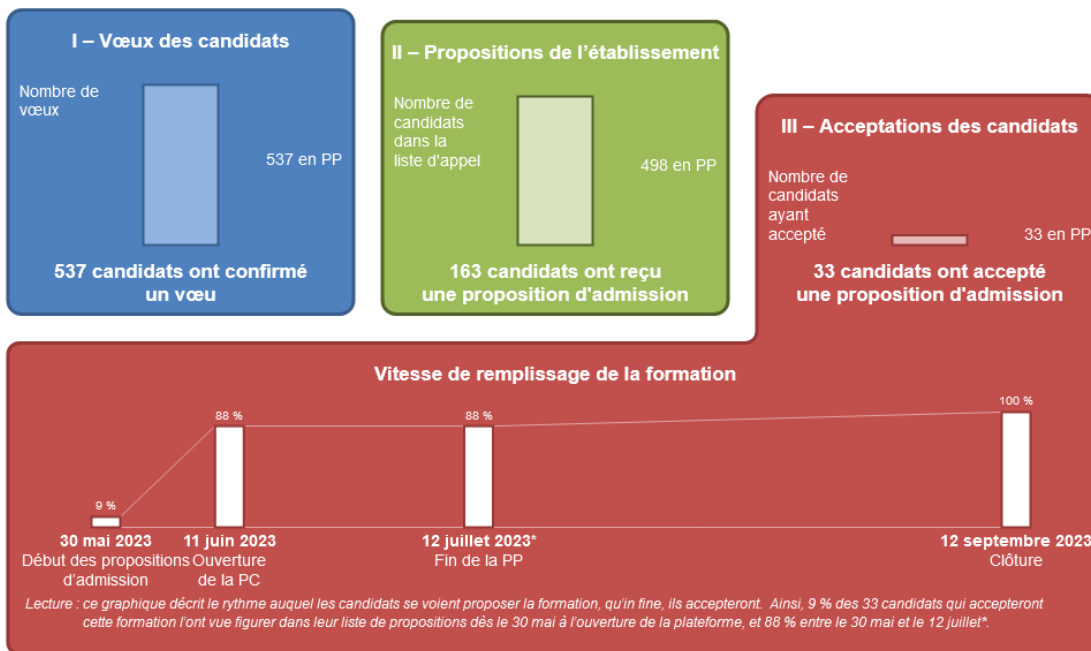 I – Vœux des candidats
Nombre de
vœux
537 en PP
537 candidats ont confirmé
un vœu
II – Propositions de l'établissement
Nombre de
candidats
dans la
liste d'appel
498 en PP
163 candidats ont reçu
une proposition d'admission
III – Acceptations des candidats
Nombre de
candidats
ayant
accepté
33 en PP
33 candidats ont accepté
une proposition d'admission
Vitesse de remplissage de la formation
9 %
88 %
88 %
100 %
30 mai 2023
Début des propositions
d'admission
11 juin 2023
Ouverture
de la PC
12 juillet 2023*
Fin de la PP
12 septembre 2023
Clôture
Lecture : ce graphique décrit le rythme auquel les candidats se voient proposer la formation, qu'in fine, ils accepteront. Ainsi, 9 % des 33 candidats qui accepteront
cette formation l'ont vue figurer dans leur liste de propositions dès le 30 mai à l'ouverture de la plateforme, et 88 % entre le 30 mai et le 12 juillet*.